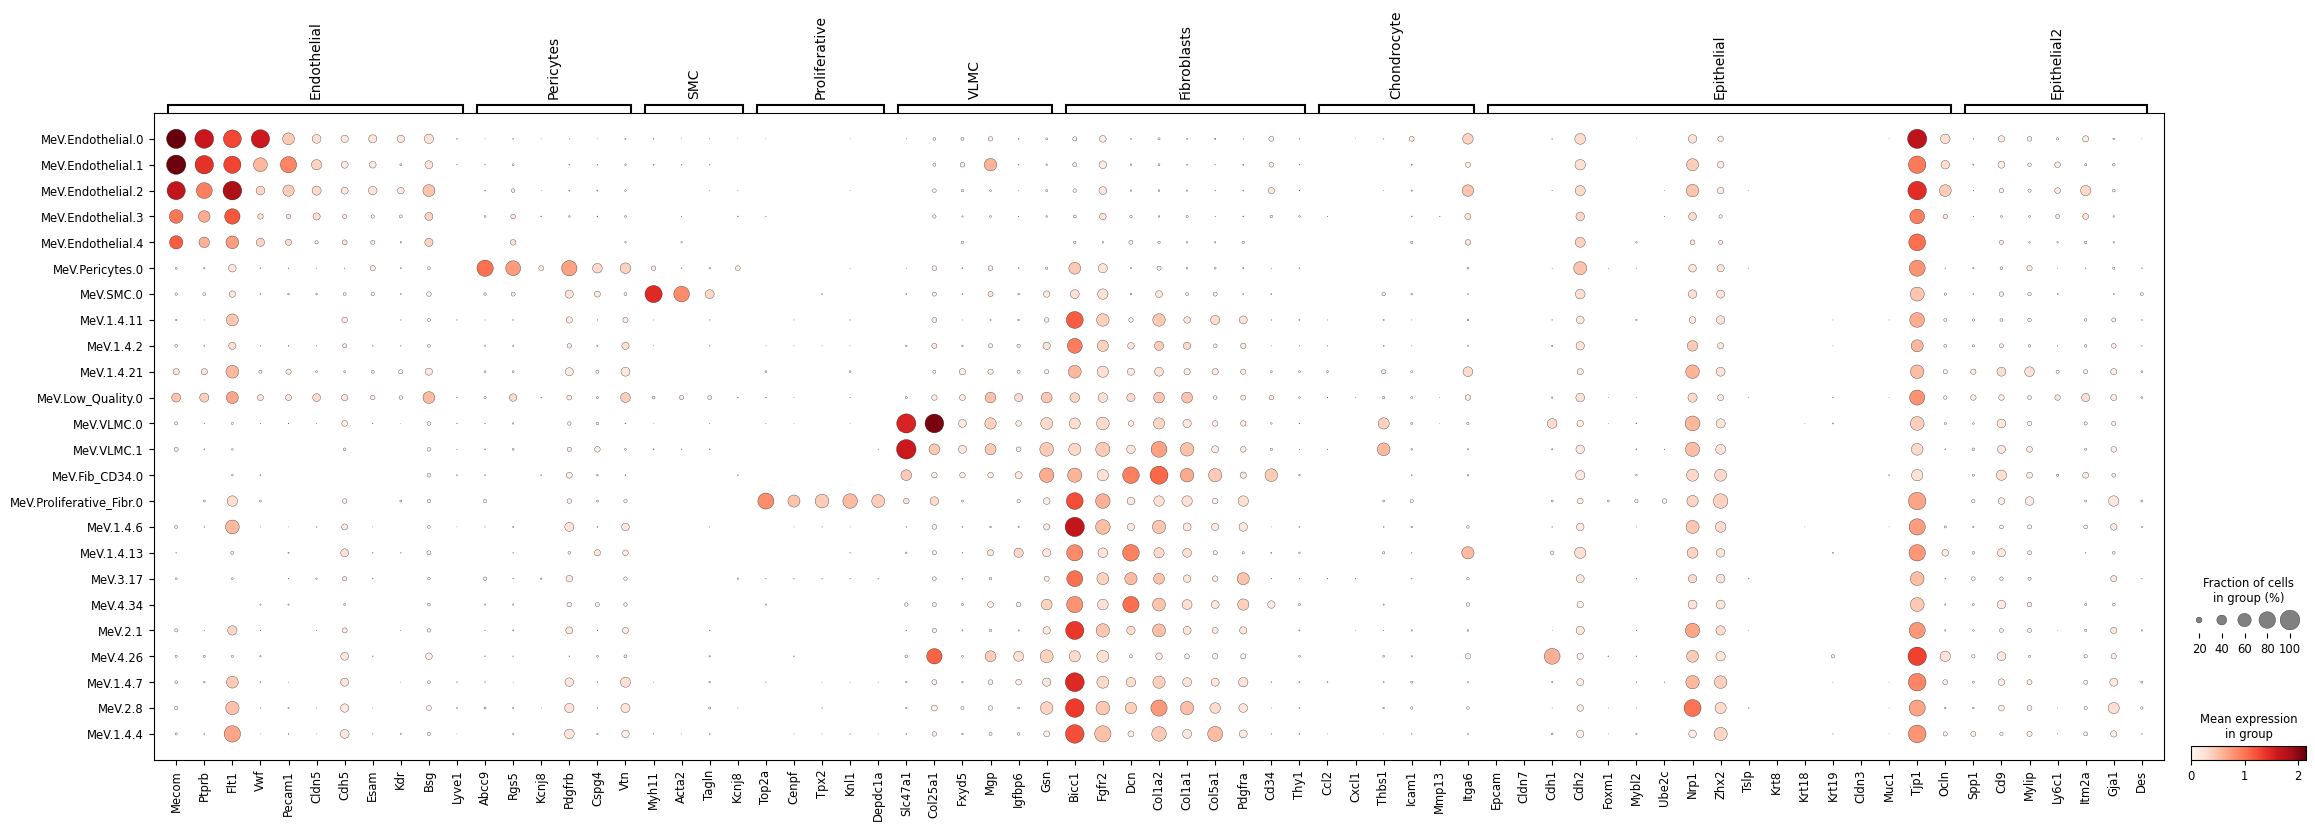 Endothelial
Pericytes
SMC
Proliferative
VLMC
Fibroblasts
Chondrocyte
Epithelial
Epithelial2
MeV.Endothelial.0
MeV.Endothelial.1
MeV.Endothelial.2
MeV.Endothelial.3
MeV.Endothelial.4
MeV.Pericytes.0
MeV.SMC.0
MeV.1.4.11
MeV.1.4.2
MeV.1.4.21
MeV.Low_Quality.0
MeV.VLMC.0
MeV.VLMC.1
MeV.Fib_CD34.0
MeV.Proliferative_Fibr.0
MeV.1.4.6
MeV.1.4.13
MeV.3.17
MeV.4.34
MeV.2.1
MeV.4.26
MeV.1.4.7
MeV.2.8
MeV.1.4.4
Mecom
Ptprb
Flt1
Vwf
Pecam1
Cldn5
Cdh5
Esam
Kdr
Bsg
Lyve1
Abcc9
Rgs5
Kcnj8
Pdgfrb
Cspg4
Vtn
Myh11
Acta2
Tagln
Kcnj8
Top2a
Cenpf
Tpx2
Knl1
Depdc1a
Slc47a1
Col25a1
Fxyd5
Mgp
Igfbp6
Gsn
Bicc1
Fgfr2
Dcn
Col1a2
Col1a1
Col5a1
Pdgfra
Cd34
Thy1
Ccl2
Cxcl1
Thbs1
Icam1
Mmp13
Itga6
Epcam
Cldn7
Cdh1
Cdh2
Foxm1
Mybl2
Ube2c
Nrp1
Zhx2
Tslp
Krt8
Krt18
Krt19
Cldn3
Muc1
Tjp1
Ocln
Spp1
Cd9
Mylip
Ly6c1
Itm2a
Gja1
Des
Fraction of cells
in group (%)
20 40 60 80 100
Mean expression
in group
0 1 2